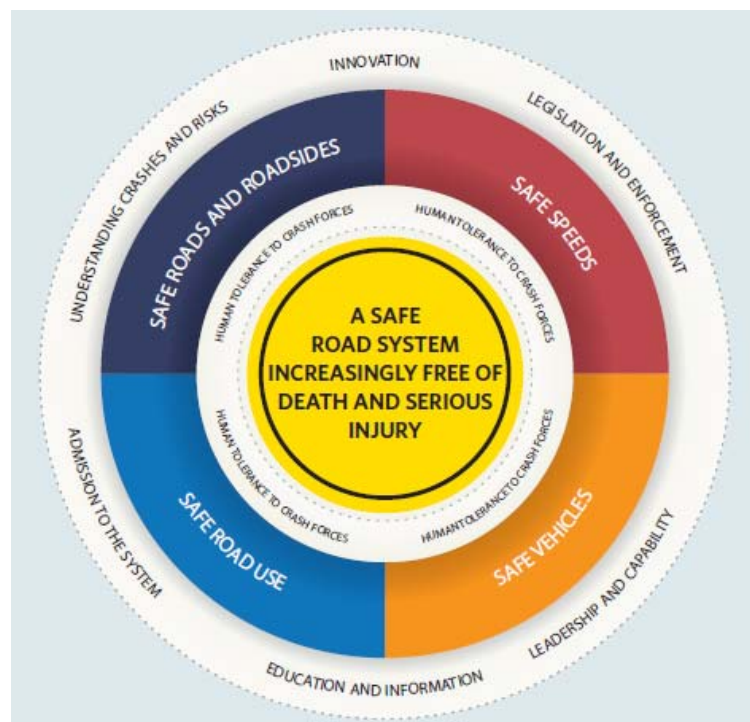 INNOVATION
LEGISLATION AND ENFORCEMENT
LEADERSHIP AND CAPABILITY
EDUCATION AND INFORMATION
ADMISSION TO THE SYSTEM
UNDERSTANDING CRASHES AND RISKS
SAFE ROADS AND ROADSIDES
SAFE SPEEDS
SAFE VEHICLES
SAFE ROAD USE
HUMAN TOLERANCE TO CRASH FORCES
HUMAN TOLERANCE TO CRASH FORCES
HUMAN TOLERANCE TO CRASH FORCES
HUMAN TOLERANCE TO CRASH FORCES
A SAFE
ROAD SYSTEM
INCREASINGLY FREE OF
DEATH AND SERIOUS
INJURY